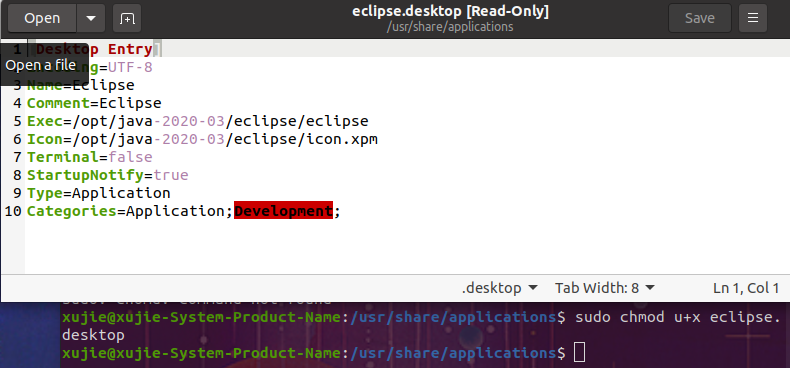 Open
eclipse.desktop [Read-Only]
/usr/share/applications
Save
1 Desktop Entry]
Open a file
=UTF-8
3 Name=Eclipse
4 Comment=Eclipse
5 Exec=/opt/java-2020-03/eclipse/eclipse
6 Icon=/opt/java-2020-03/eclipse/icon.xpm
7 Terminal=false
8 StartupNotify=true
9 Type=Application
10 Categories=Application;Development;
.desktop
Tab Width: 8
Ln 1, Col 1
xujie@xujie-System-Product-Name:/usr/share/applications$ sudo chmod u+x eclipse.
desktop
xujie@xujie-System-Product-Name:/usr/share/applications$